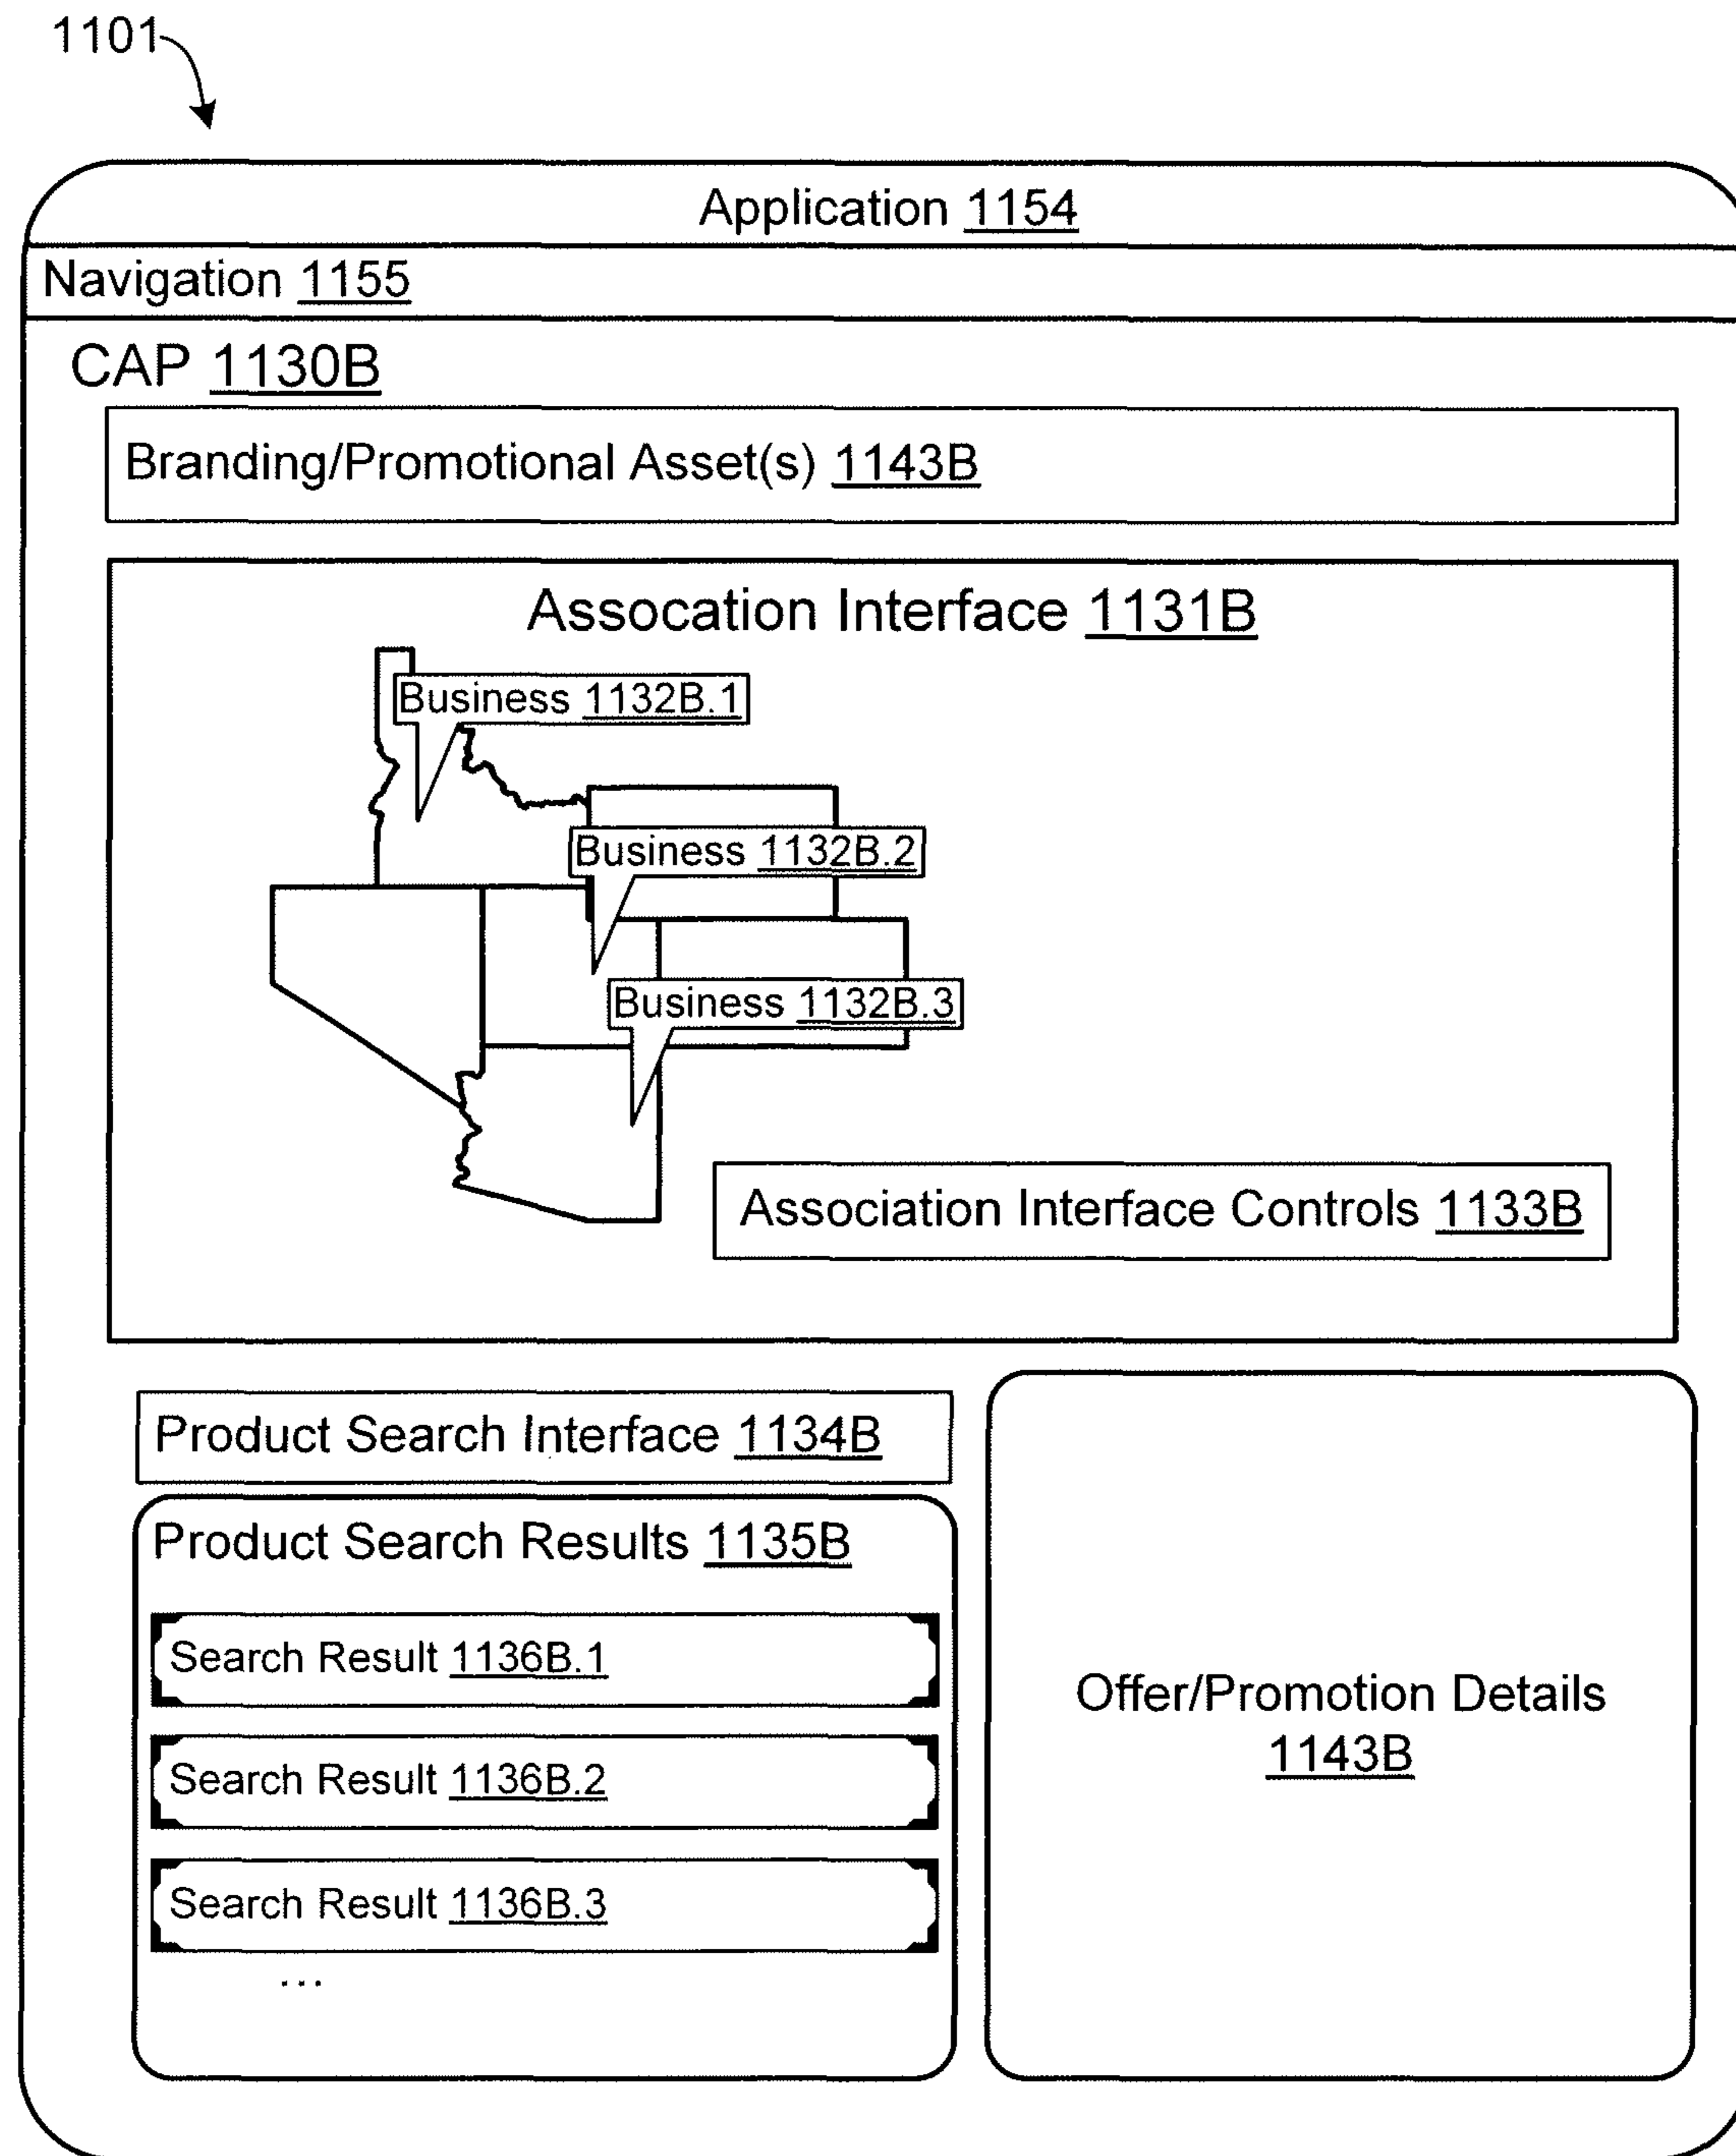 1101
Application 1154
Navigation 1155
CAP 1130B
Branding/Promotional Asset(s) 1143B
Assocation Interface 1131B
Business 1132B.1
Business 1132B.2
Business 1132B.3
Association Interface Controls 1133B
Product Search Interface 1134B
Product Search Results 1135B
Search Result 1136B.1
Search Result 1136B.2
Search Result 1136B.3
...
Offer/Promotion Details
1143B